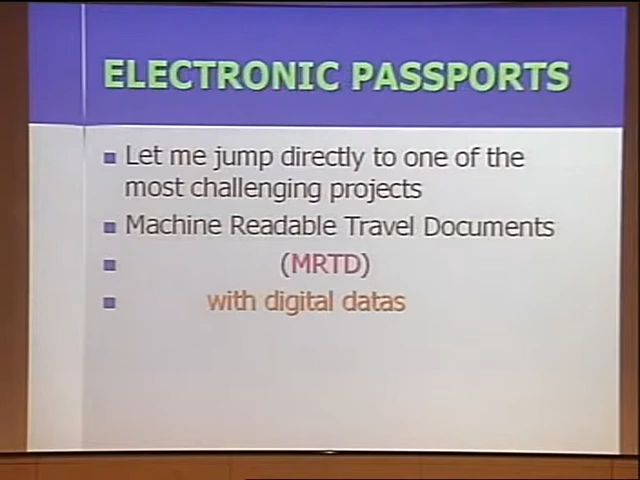 ELECTRONIC PASSPORTS
Let me jump directly to one of the
most challenging projects
Machine Readable Travel Documents
(MRTD)
with digital datas